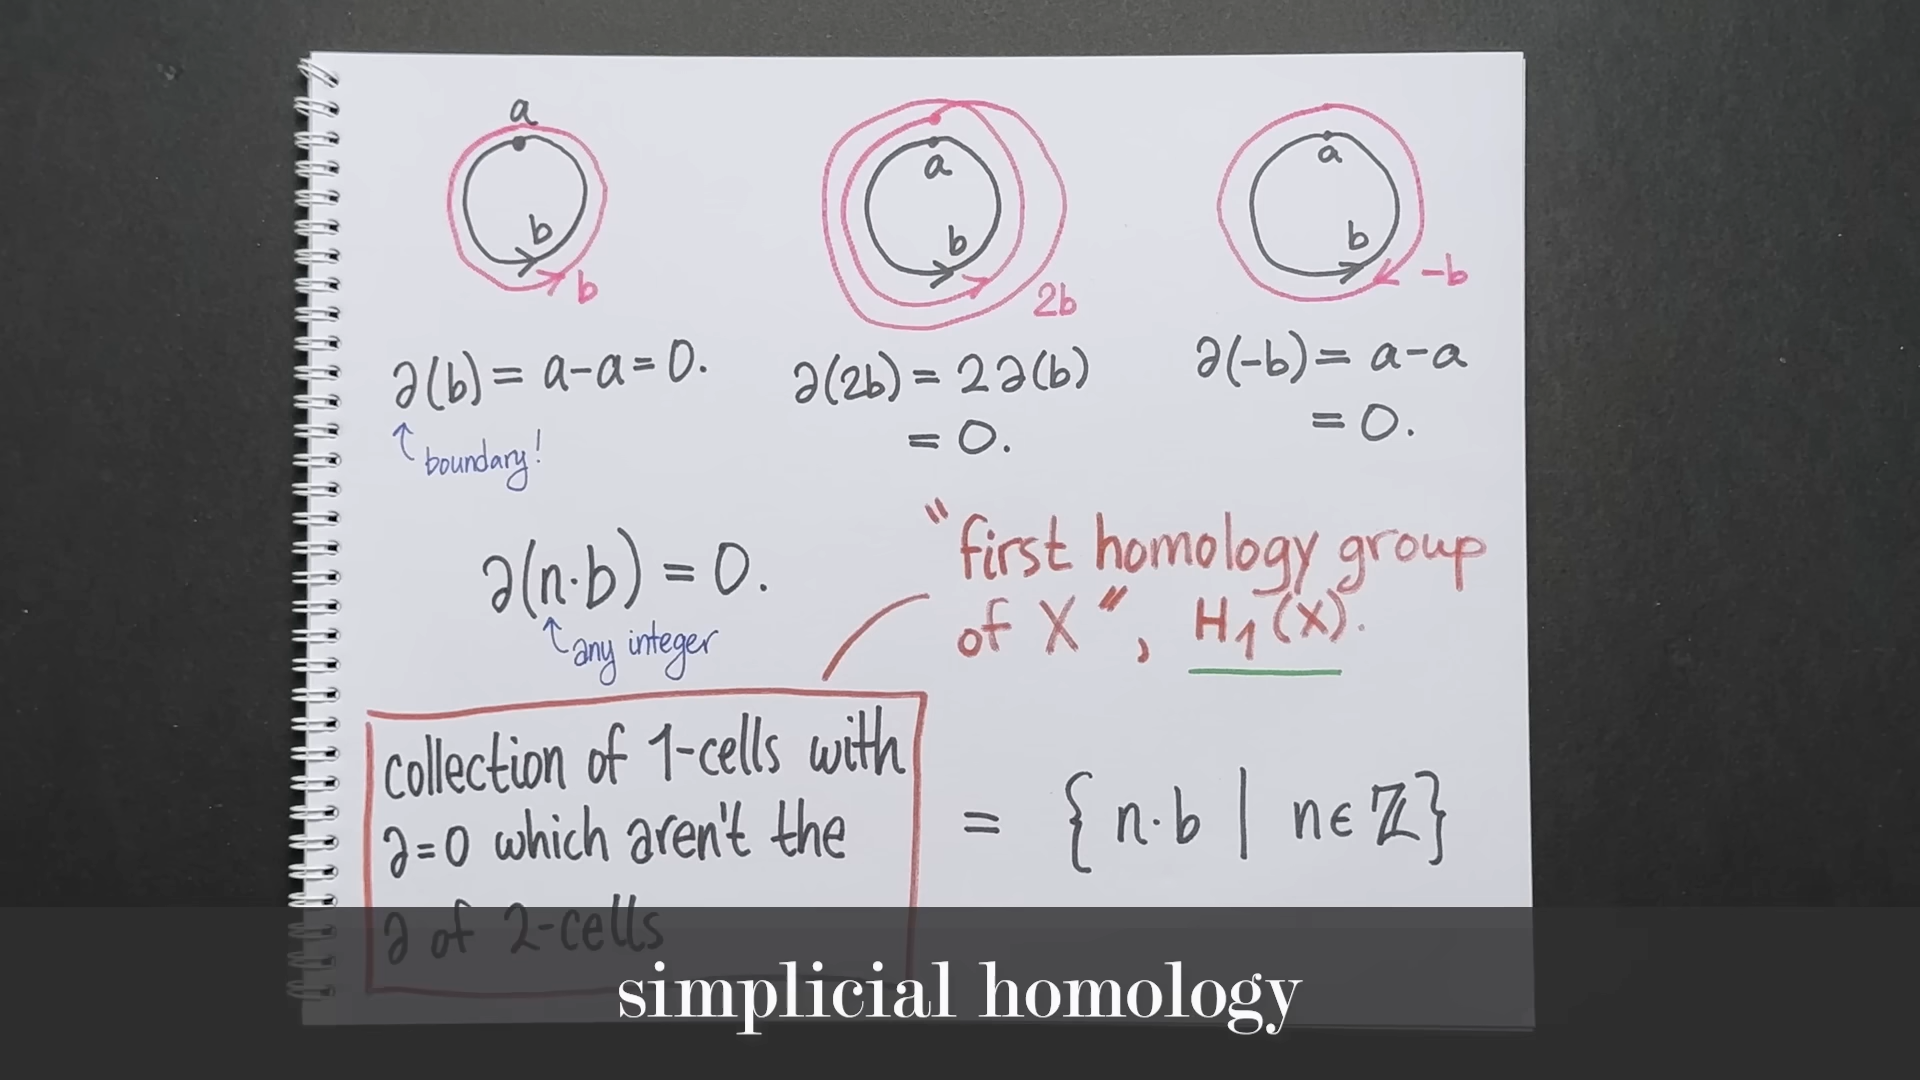 a
b
b
a
b
2b
a
b
-b
∂(b) = a-a = 0.
boundary!
∂(2b) = 2∂(b)
= 0.
∂(-b) = a-a
= 0.
∂(n·b) = 0.
any integer
"first homology group
of X", H₁(X).
collection of 1-cells with
∂=0 which aren't the
∂ of 2-cells
= { n·b | n∈ℤ}
simplicial homology